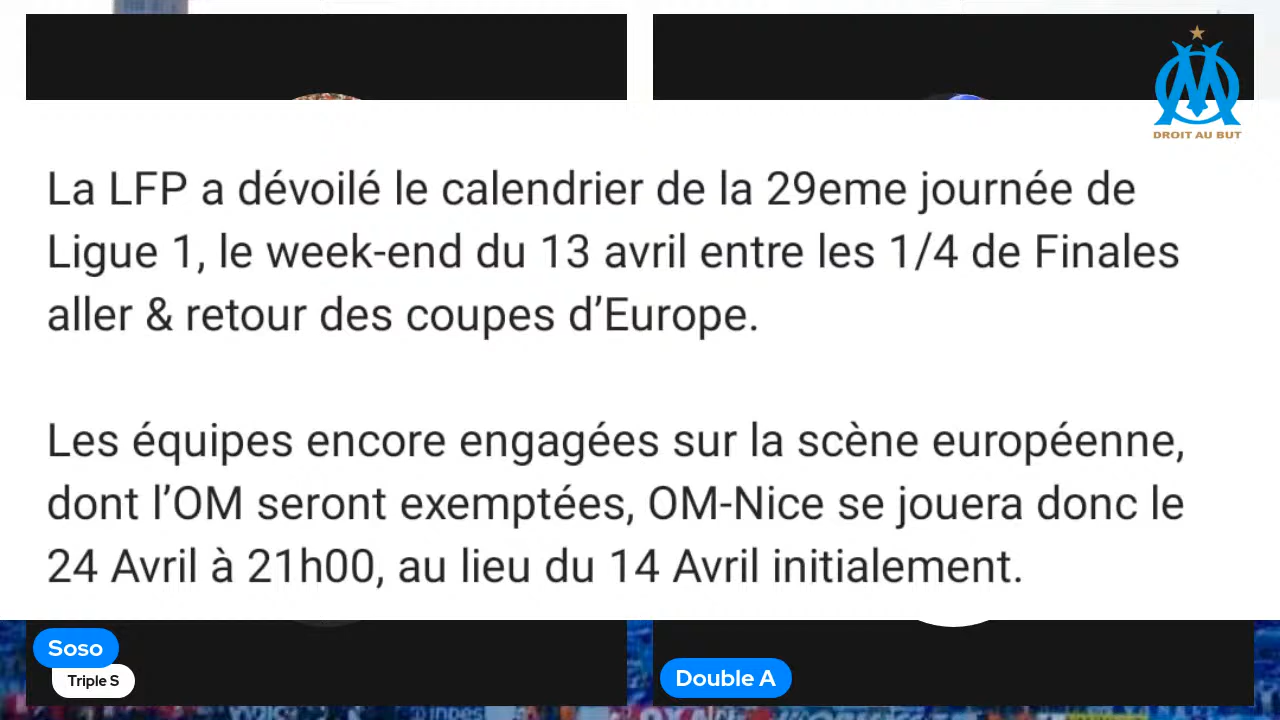 DROIT AU BUT
La LFP a dévoilé le calendrier de la 29eme journée de
Ligue 1, le week-end du 13 avril entre les 1/4 de Finales
aller & retour des coupes d’Europe.
Les équipes encore engagées sur la scène européenne,
dont l’OM seront exemptées, OM-Nice se jouera donc le
24 Avril à 21h00, au lieu du 14 Avril initialement.
Soso
Triple S
Double A